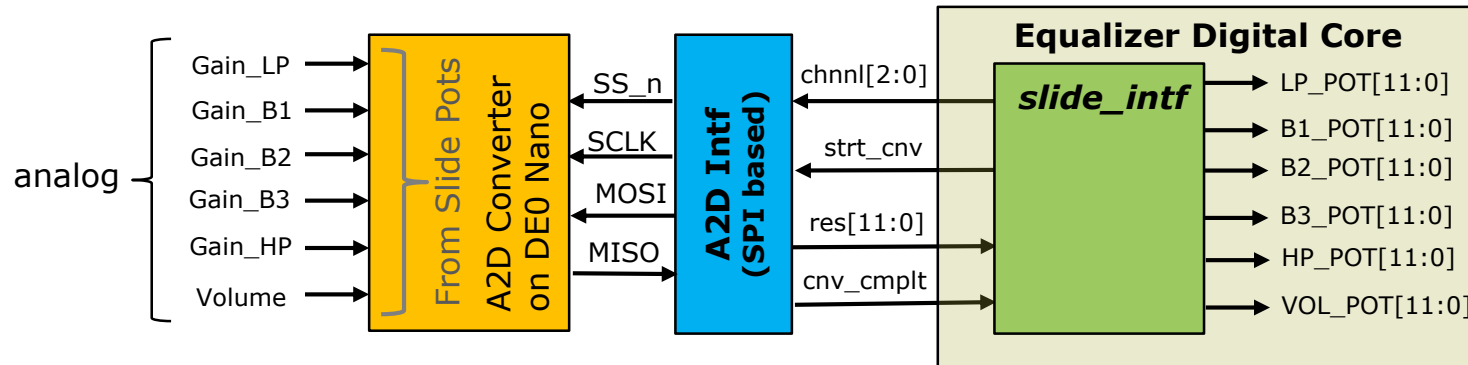 analog
Gain_LP
Gain_B1
Gain_B2
Gain_B3
Gain_HP
Volume
From Slide Pots
A2D Converter
on DE0 Nano
SS_n
SCLK
MOSI
MISO
A2D Intf
(SPI based)
chnnl[2:0]
strt_cnv
res[11:0]
cnv_cmplt
Equalizer Digital Core
slide_intf
LP_POT[11:0]
B1_POT[11:0]
B2_POT[11:0]
B3_POT[11:0]
HP_POT[11:0]
VOL_POT[11:0]